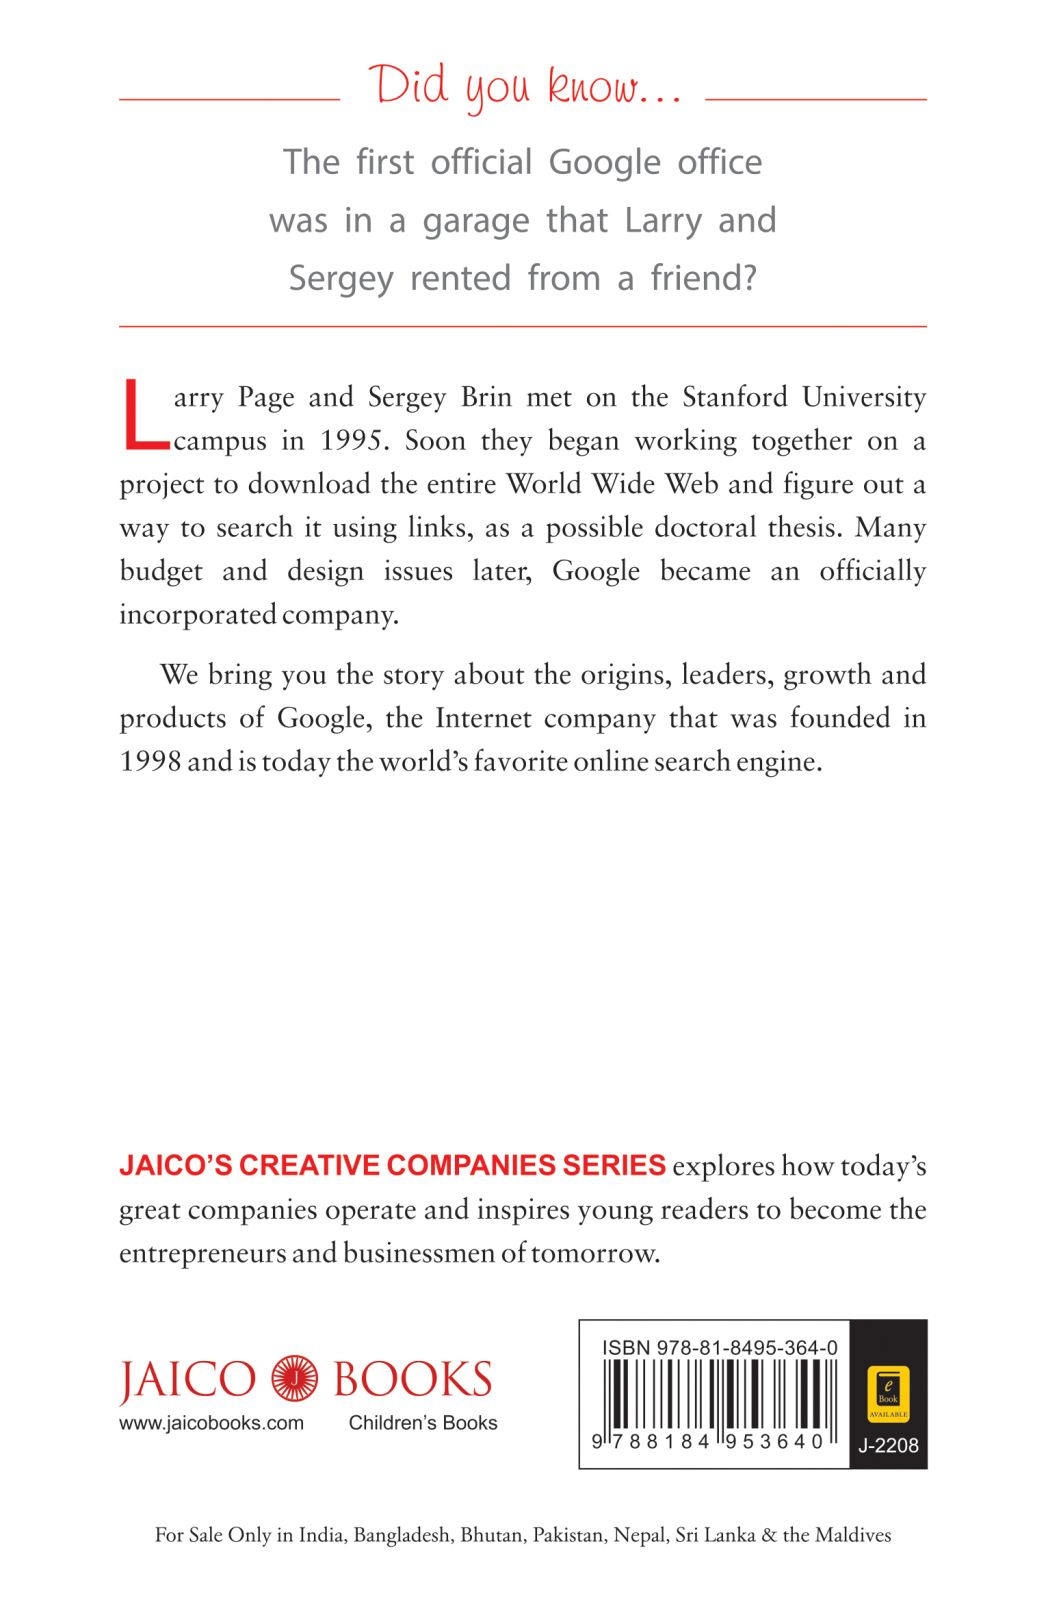 Did you know...
The first official Google office
was in a garage that Larry and
Sergey rented from a friend?
Larry Page and Sergey Brin met on the Stanford University
campus in 1995. Soon they began working together on a
project to download the entire World Wide Web and figure out a
way to search it using links, as a possible doctoral thesis. Many
budget and design issues later, Google became an officially
incorporated company.
We bring you the story about the origins, leaders, growth and
products of Google, the Internet company that was founded in
1998 and is today the world's favorite online search engine.
JAICO'S CREATIVE COMPANIES SERIES explores how today's
great companies operate and inspires young readers to become the
entrepreneurs and businessmen of tomorrow.
JAICO J BOOKS
www.jaicobooks.com Children's Books
ISBN 978-81-8495-364-0
9 788184 953640
e
Book
AVAILABLE
J-2208
For Sale Only in India, Bangladesh, Bhutan, Pakistan, Nepal, Sri Lanka & the Maldives